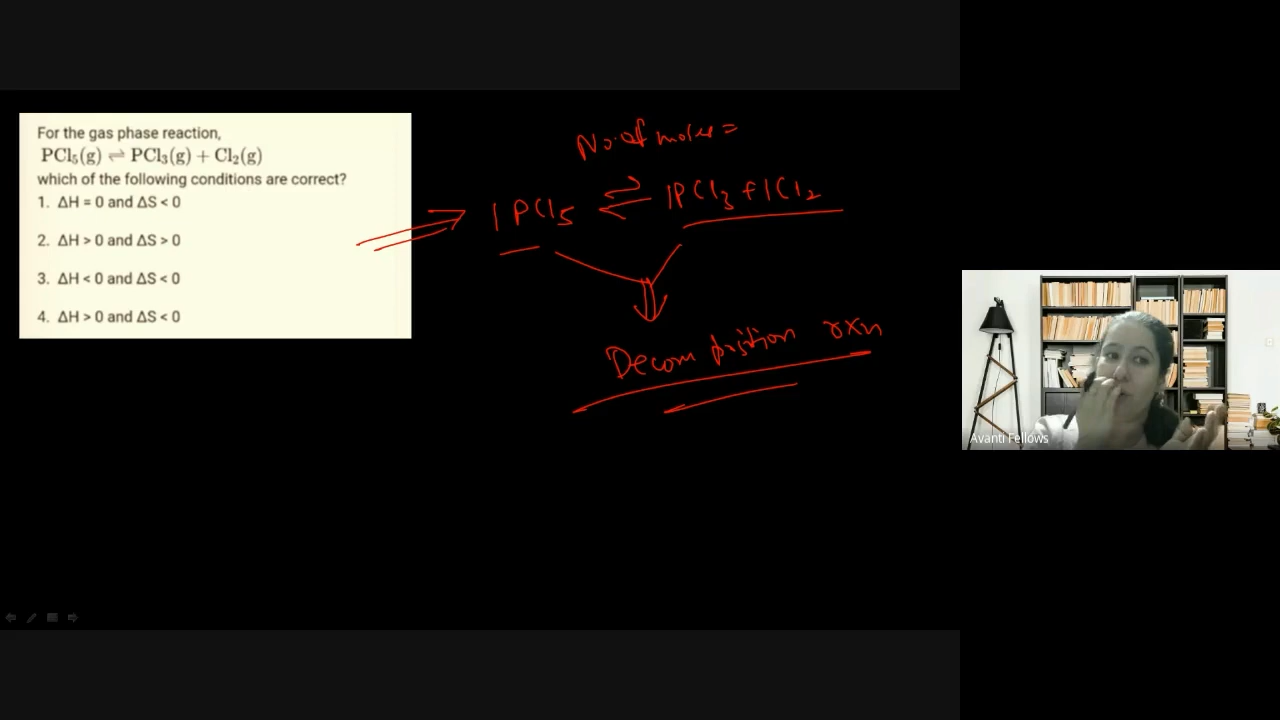 For the gas phase reaction,
PCl₅(g) ⇌ PCl₃(g) + Cl₂(g)
which of the following conditions are correct?
1. ΔH = 0 and ΔS < 0
2. ΔH > 0 and ΔS > 0
3. ΔH < 0 and ΔS < 0
4. ΔH > 0 and ΔS < 0
No. of moles =
1 PCl₅ ⇌ 1PCl₃ + 1Cl₂
Decomposition rxn
Avanti Fellows